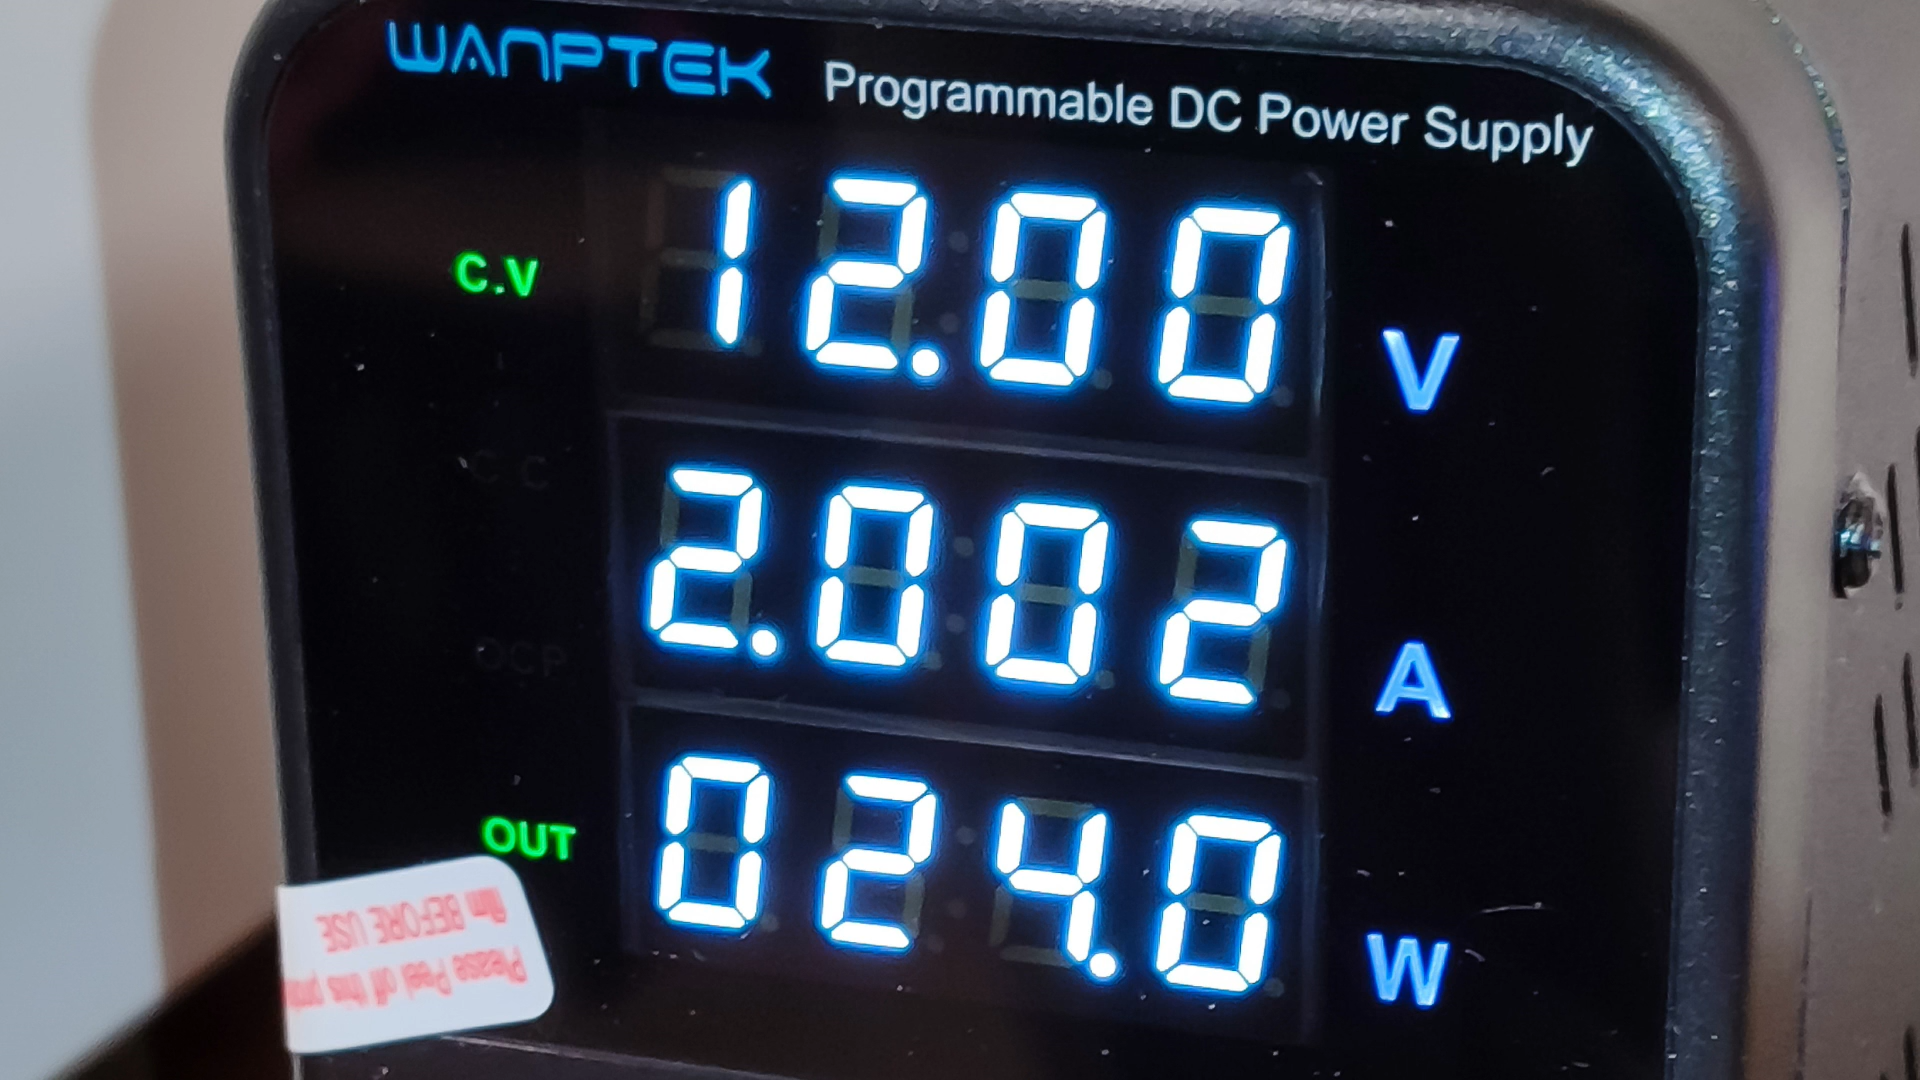 WANPTEK Programmable DC Power Supply
C.V 12.00 V
C C
2.002 A
OCP
OUT 024.0 W
Please Peel off this
film BEFORE USE